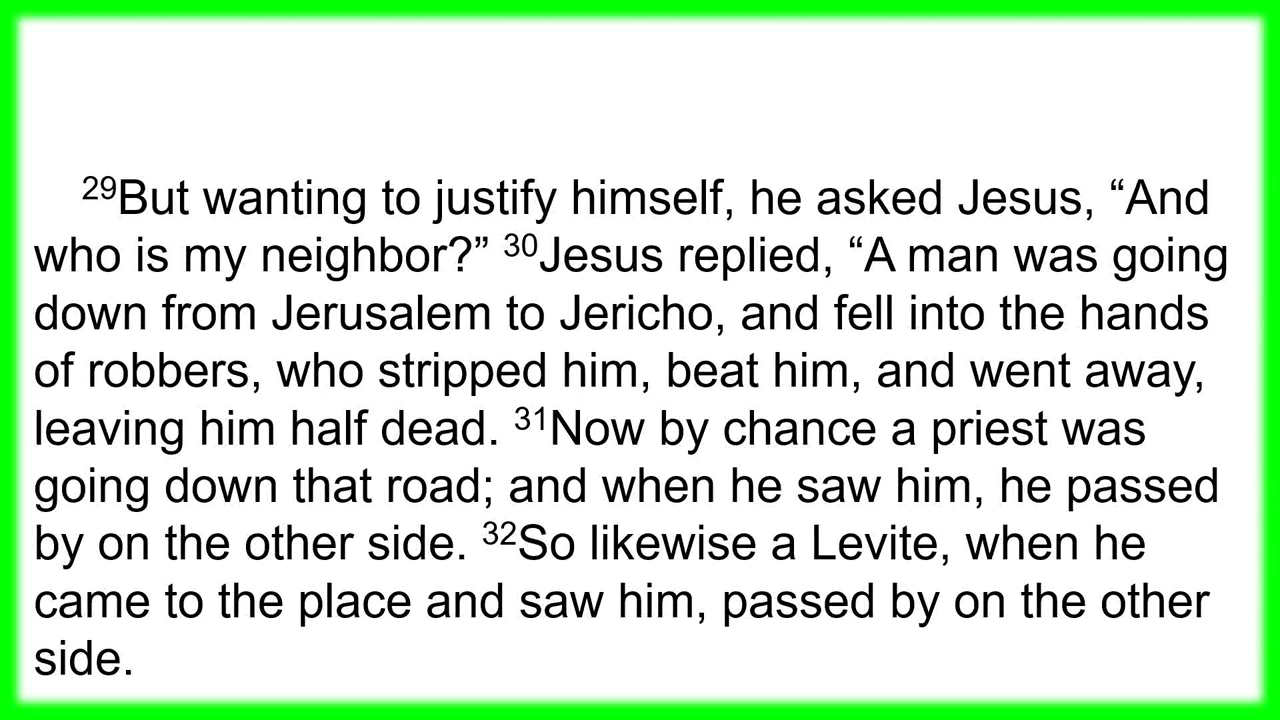 29But wanting to justify himself, he asked Jesus, “And
who is my neighbor?” 30Jesus replied, “A man was going
down from Jerusalem to Jericho, and fell into the hands
of robbers, who stripped him, beat him, and went away,
leaving him half dead. 31Now by chance a priest was
going down that road; and when he saw him, he passed
by on the other side. 32So likewise a Levite, when he
came to the place and saw him, passed by on the other
side.